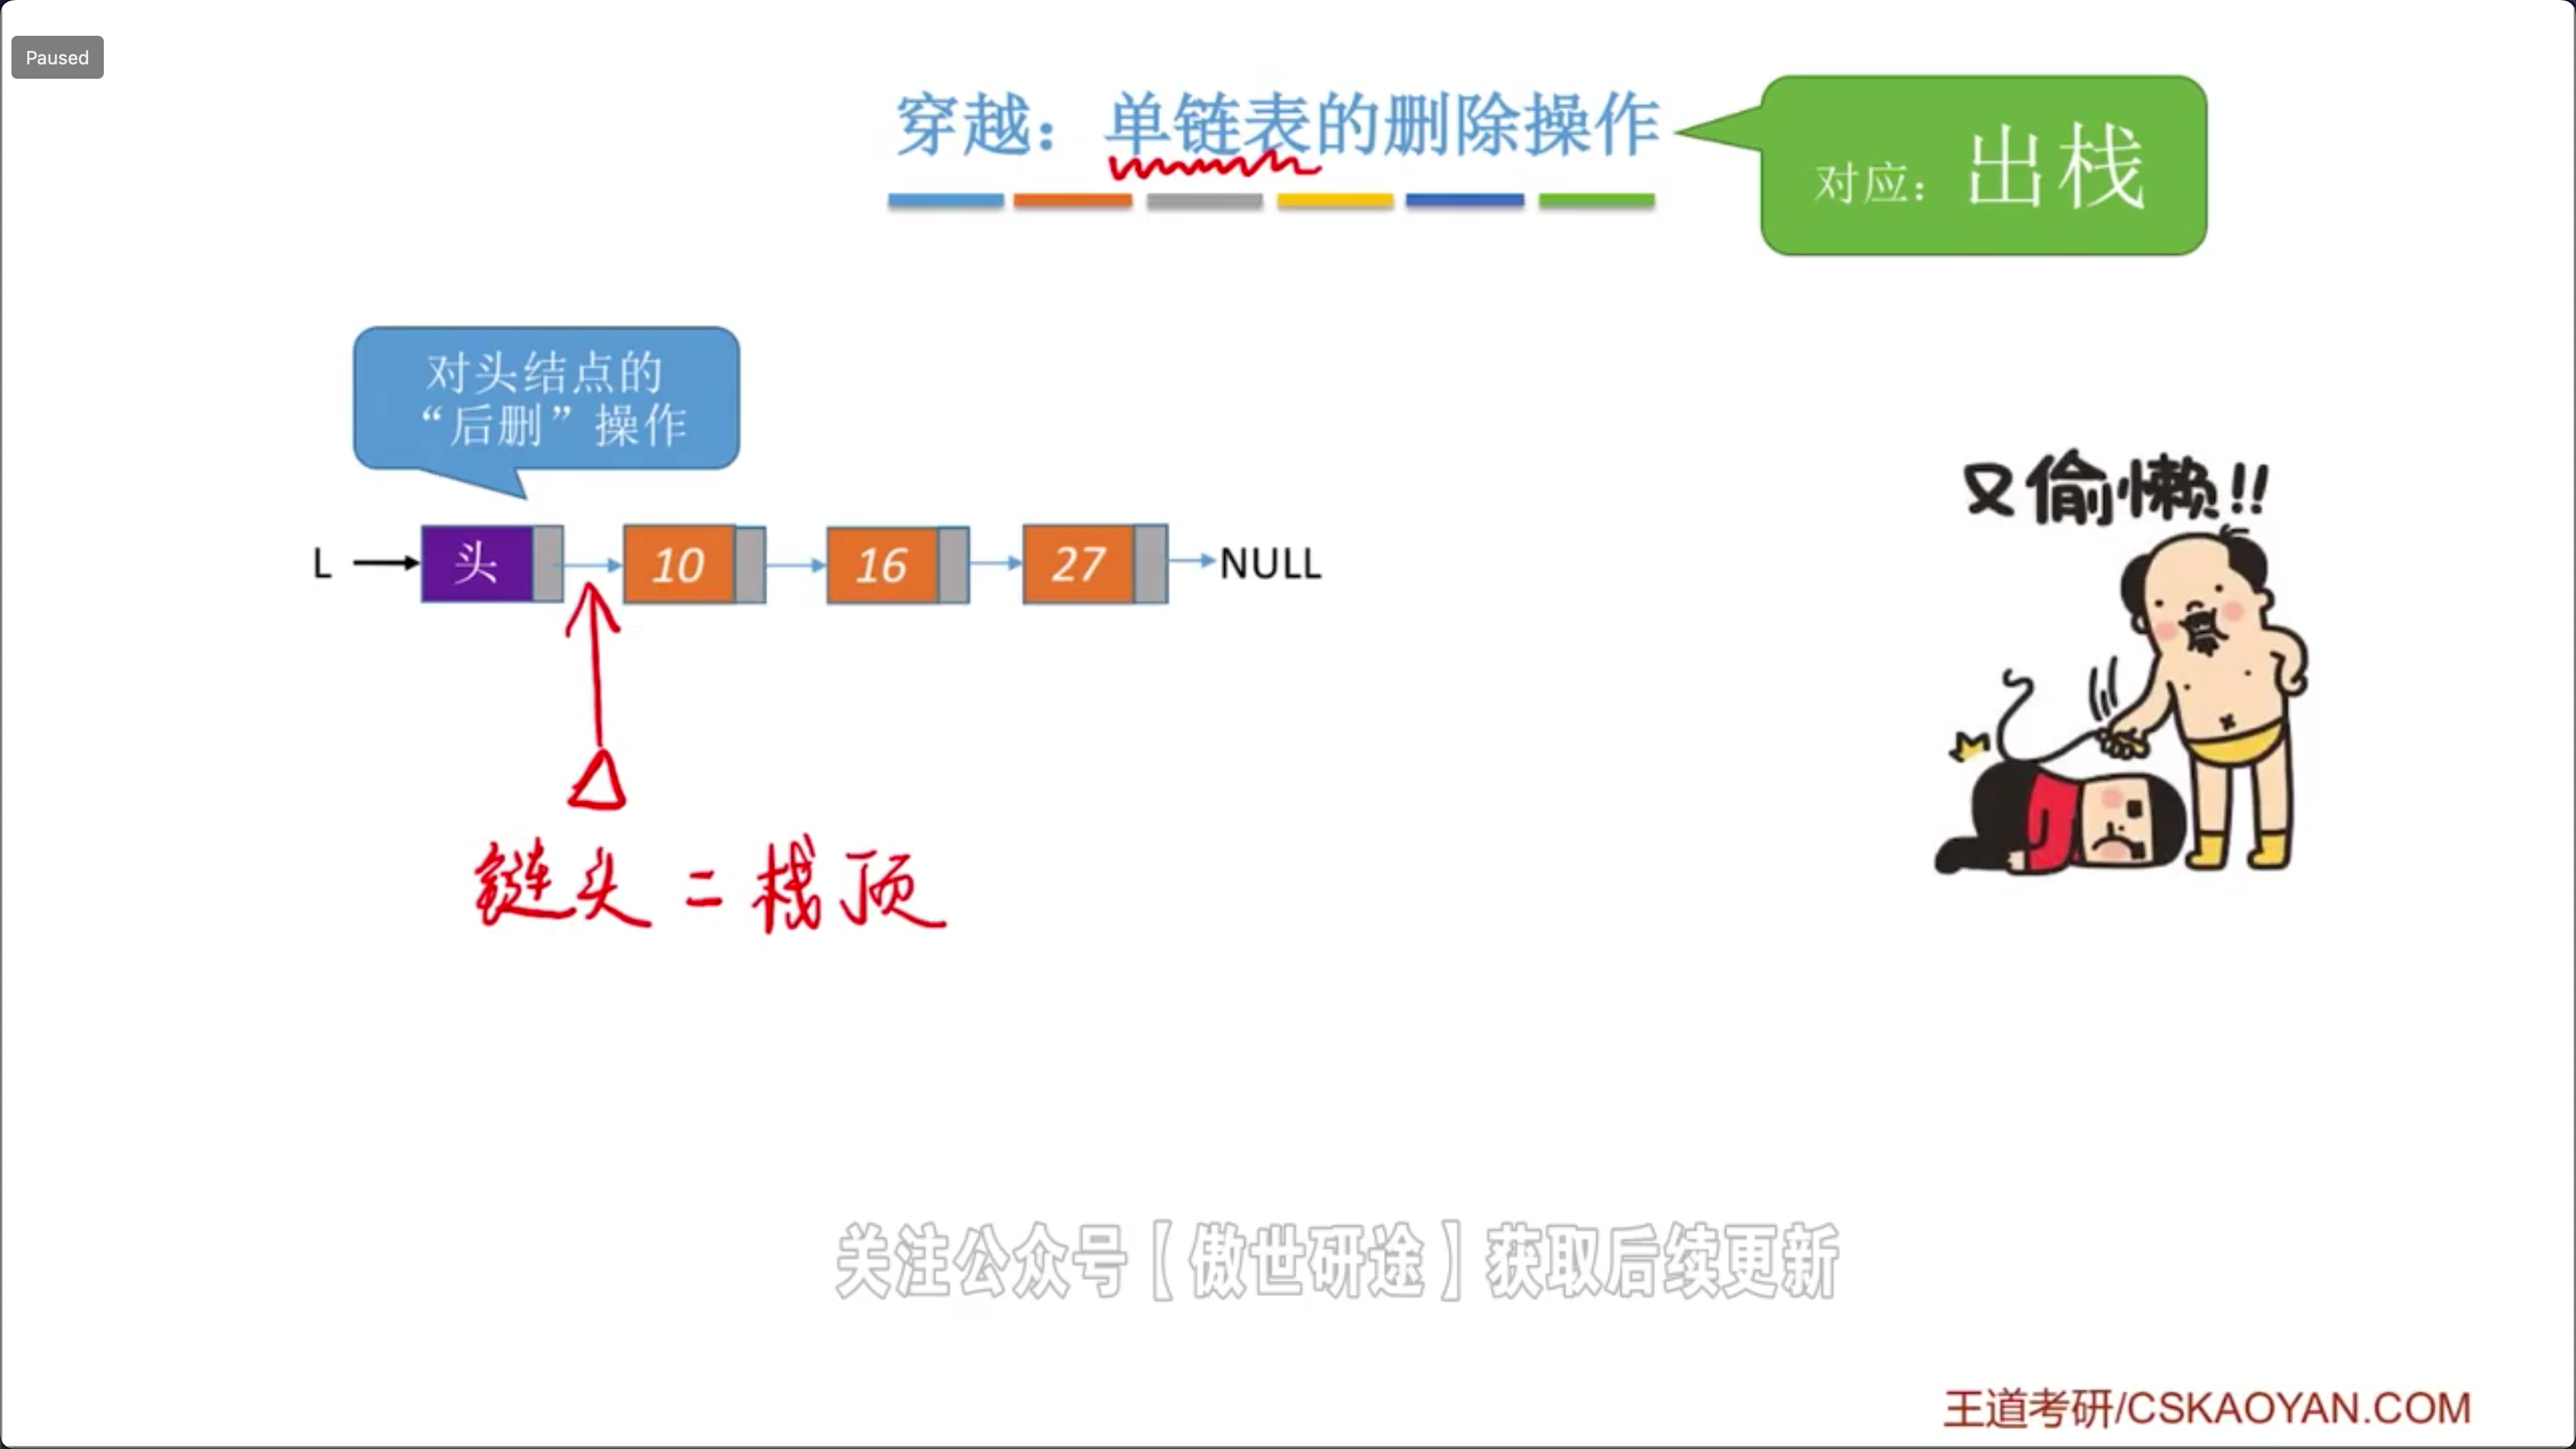 Paused
穿越：单链表的删除操作
对应：出栈
对头结点的
“后删”操作
又偷懒!!
L 头 10 16 27 NULL
链头 = 栈顶
关注公众号【傲世研途】获取后续更新
王道考研/CSKAOYAN.COM